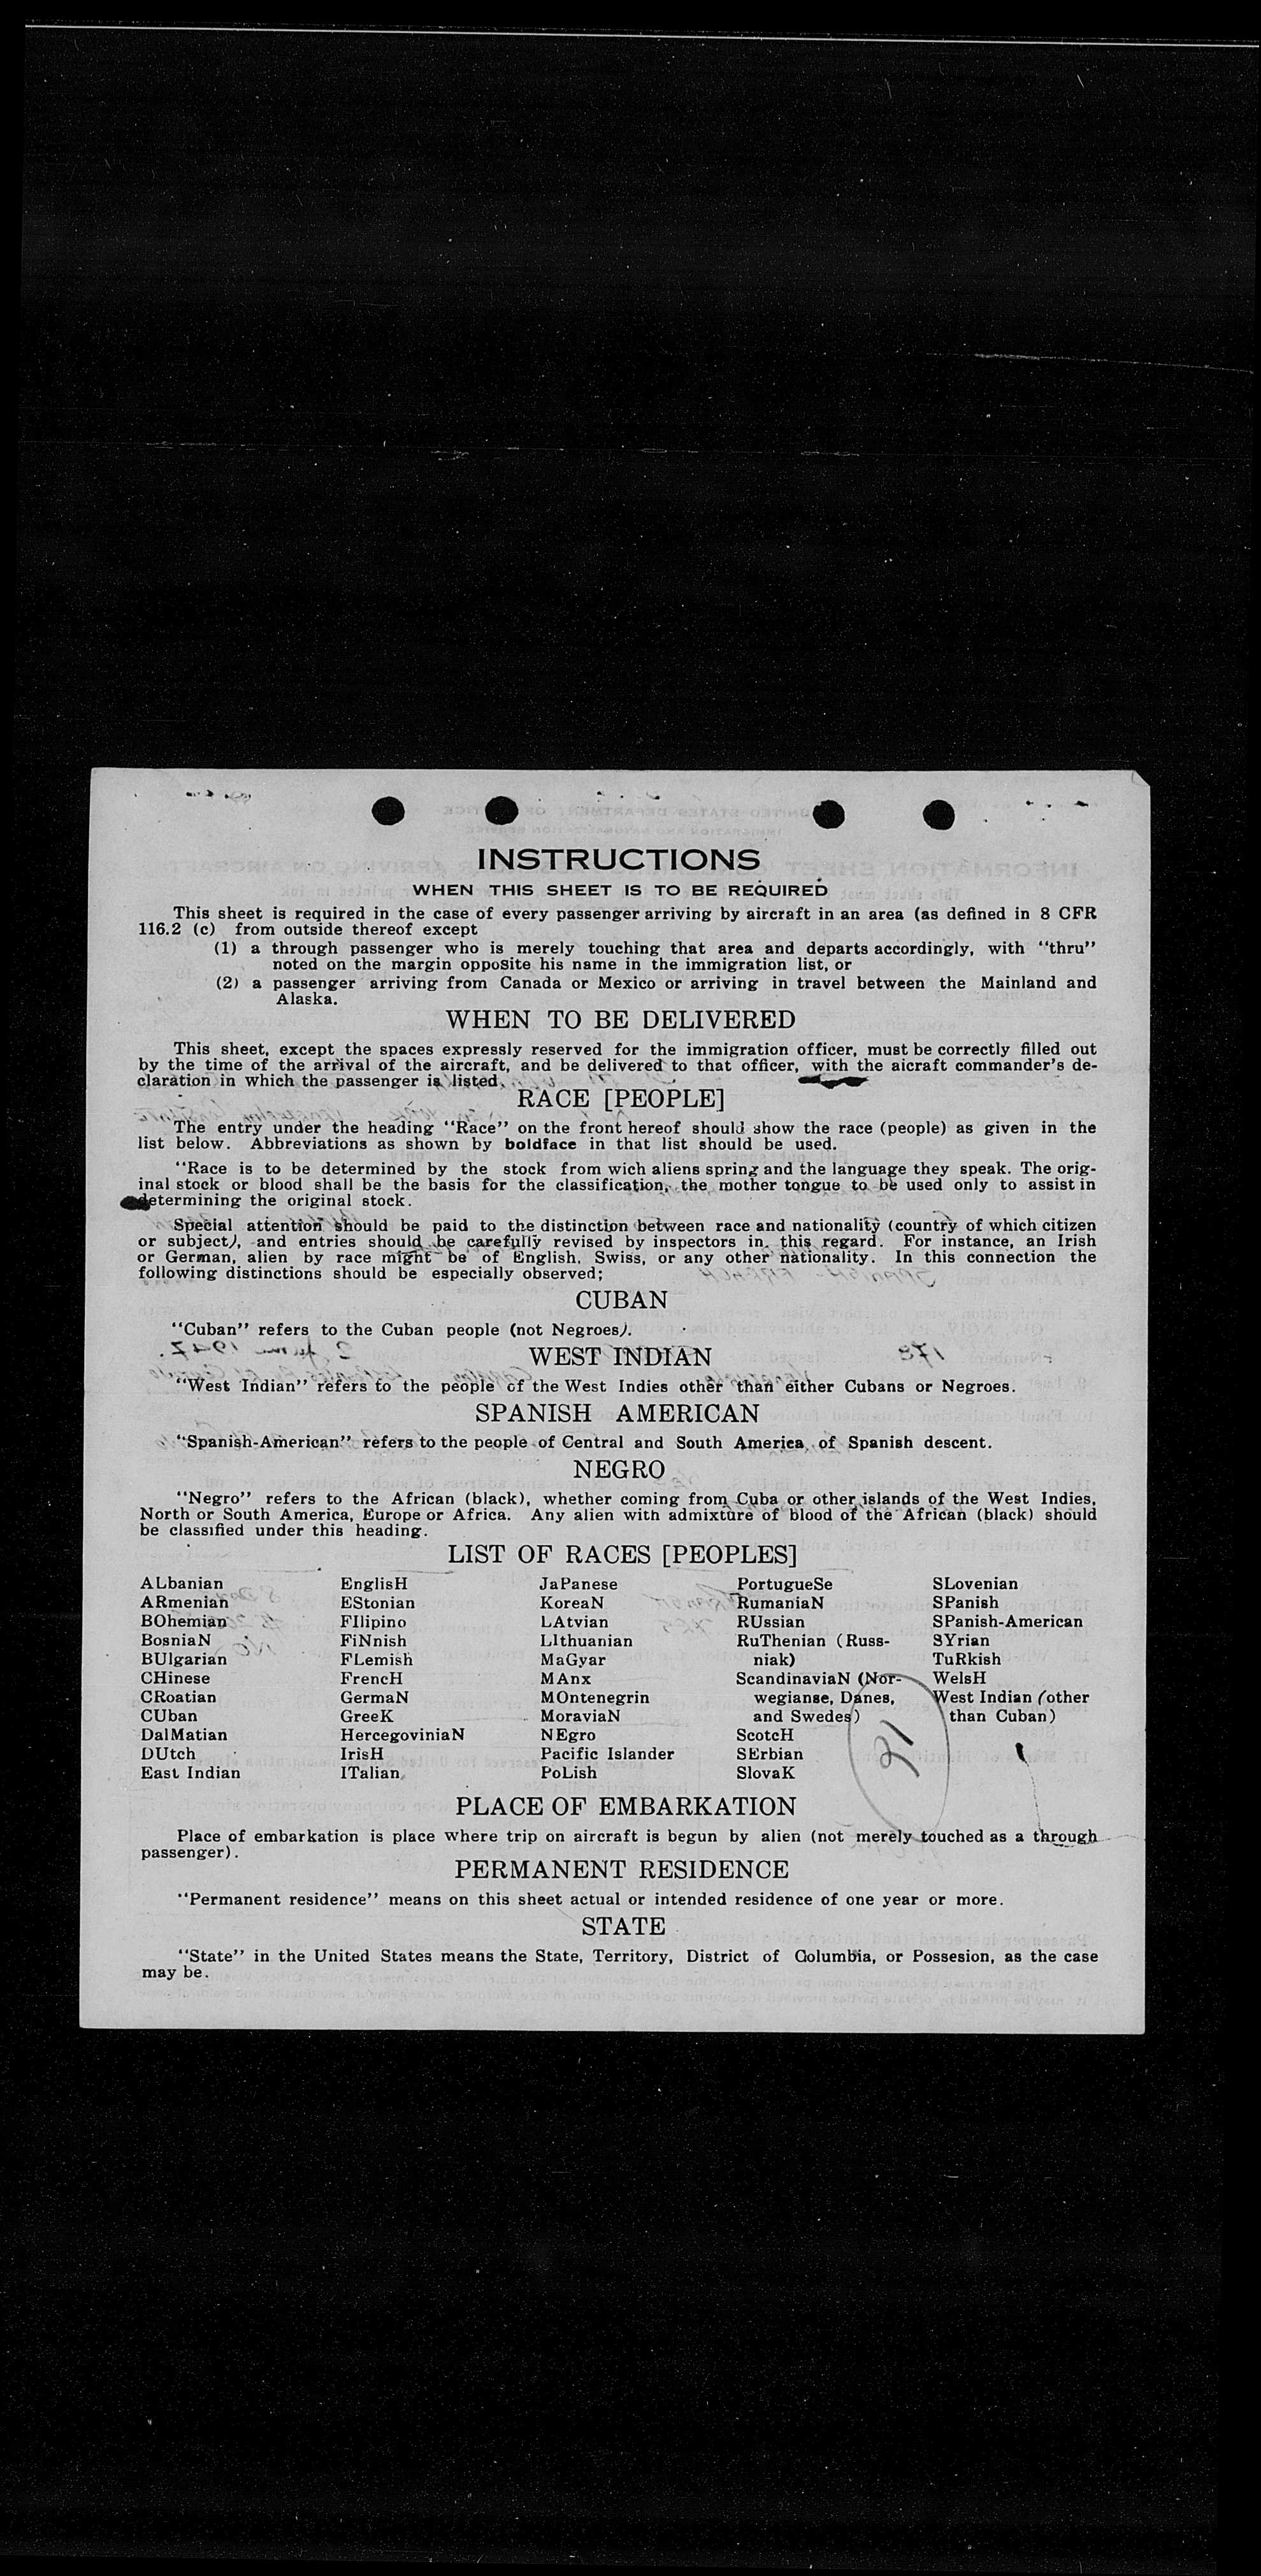 INSTRUCTIONS
WHEN THIS SHEET IS TO BE REQUIRED
This sheet is required in the case of every passenger arriving by aircraft in an area (as defined in 8 CFR
116.2 (c) from outside thereof except
(1) a through passenger who is merely touching that area and departs accordingly, with "thru"
noted on the margin opposite his name in the immigration list, or
(2) a passenger arriving from Canada or Mexico or arriving in travel between the Mainland and
Alaska.
WHEN TO BE DELIVERED
This sheet, except the spaces expressly reserved for the immigration officer, must be correctly filled out
by the time of the arrival of the aircraft, and be delivered to that officer, with the aicraft commander's de-
claration in which the passenger is listed.
RACE [PEOPLE]
The entry under the heading "Race" on the front hereof should show the race (people) as given in the
list below. Abbreviations as shown by boldface in that list should be used.
"Race is to be determined by the stock from wich aliens spring and the language they speak. The orig-
inal stock or blood shall be the basis for the classification, the mother tongue to be used only to assist in
determining the original stock.
Special attention should be paid to the distinction between race and nationality (country of which citizen
or subject), and entries should be carefully revised by inspectors in this regard. For instance, an Irish
or German, alien by race might be of English, Swiss, or any other nationality. In this connection the
following distinctions should be especially observed;
CUBAN
"Cuban" refers to the Cuban people (not Negroes).
WEST INDIAN
"West Indian" refers to the people of the West Indies other than either Cubans or Negroes.
SPANISH AMERICAN
"Spanish-American" refers to the people of Central and South America, of Spanish descent.
NEGRO
"Negro" refers to the African (black), whether coming from Cuba or other islands of the West Indies,
North or South America, Europe or Africa. Any alien with admixture of blood of the African (black) should
be classified under this heading.
LIST OF RACES [PEOPLES]
ALbanian EnglisH JaPanese PortugueSe SLovenian
ARmenian EStonian KoreaN RumaniaN SPanish
BOhemian FIlipino LAtvian RUssian SPanish-American
BosniaN FiNnish LIthuanian RuThenian (Russ- SYrian
BUlgarian FLemish MaGyar niak) TuRkish
CHinese FrencH MAnx ScandinaviaN (Nor- WelsH
CRoatian GermaN MOntenegrin wegianse, Danes, West Indian (other
CUban GreeK MoraviaN and Swedes) than Cuban)
DalMatian HercegoviniaN NEgro ScotcH
DUtch IrisH Pacific Islander SErbian
East Indian ITalian PoLish SlovaK
PLACE OF EMBARKATION
Place of embarkation is place where trip on aircraft is begun by alien (not merely touched as a through
passenger).
PERMANENT RESIDENCE
"Permanent residence" means on this sheet actual or intended residence of one year or more.
STATE
"State" in the United States means the State, Territory, District of Golumbia, or Possesion, as the case
may be.